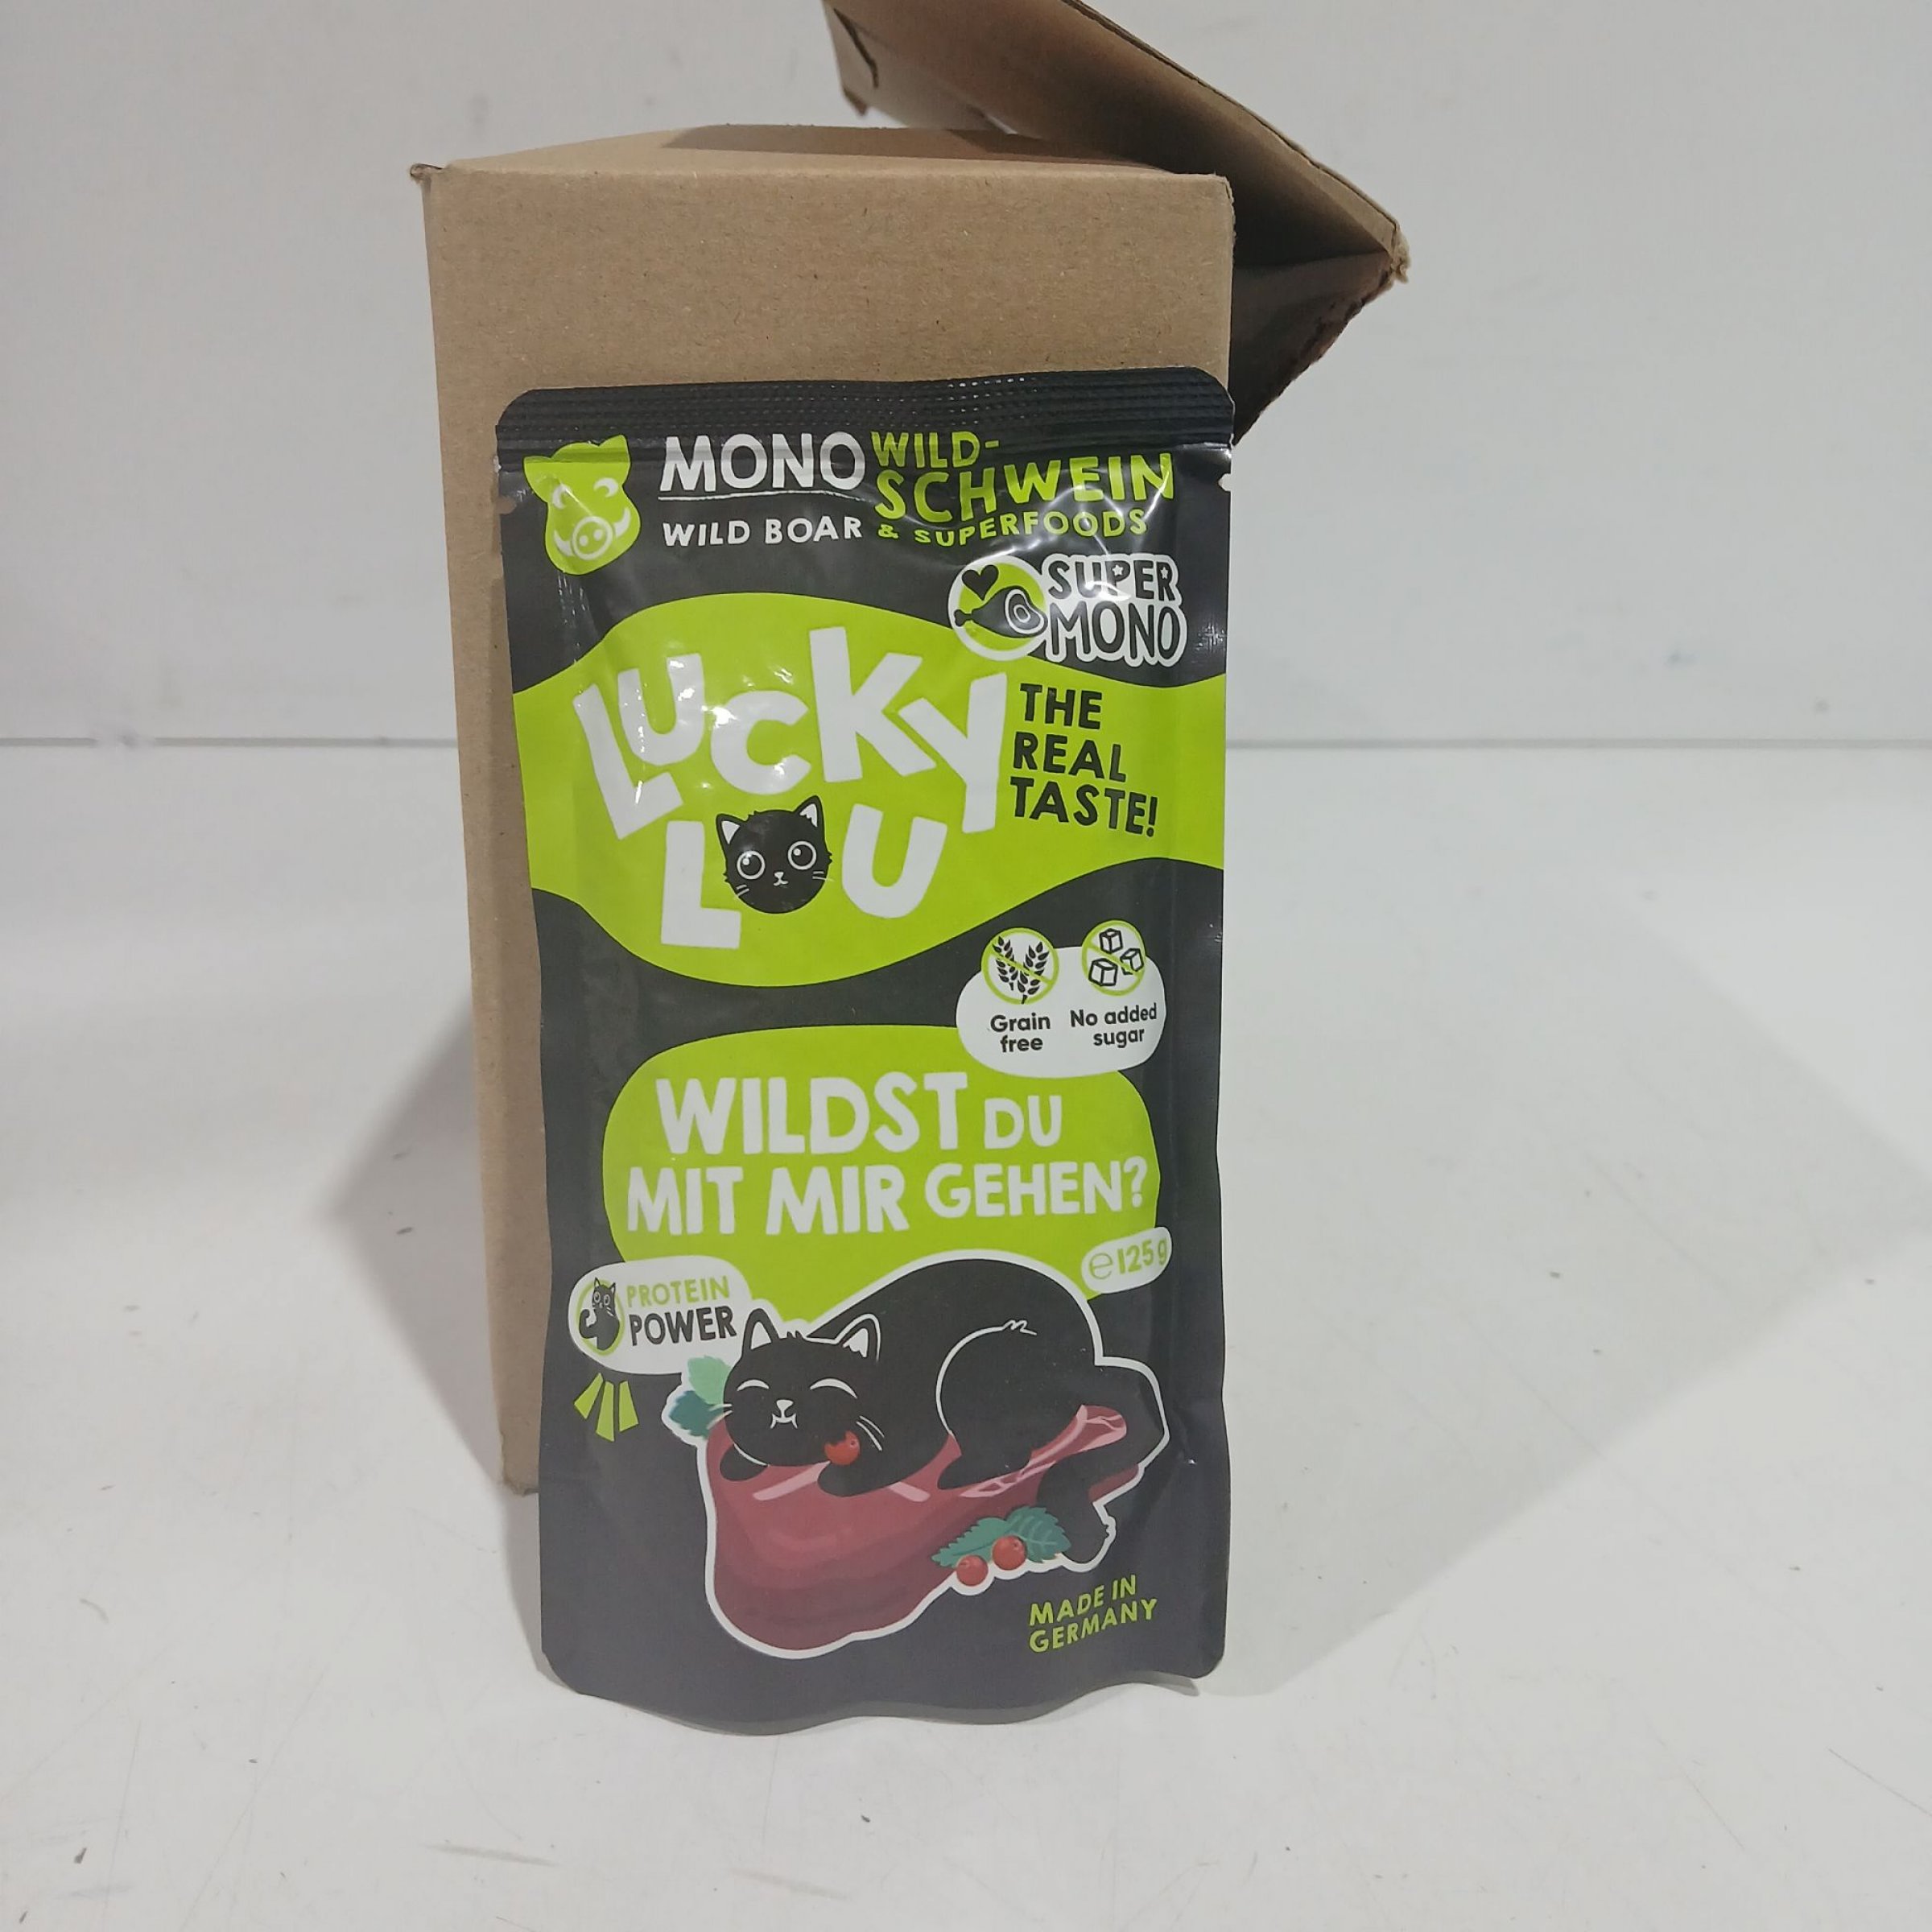 MONO WILD-
SCHWEIN
WILD BOAR & SUPERFOODS
SUPER
MONO
LUCKY
LOU
THE
REAL
TASTE!
Grain
free
No added
sugar
WILDST DU
MIT MIR GEHEN?
e125g
PROTEIN
POWER
MADE IN
GERMANY